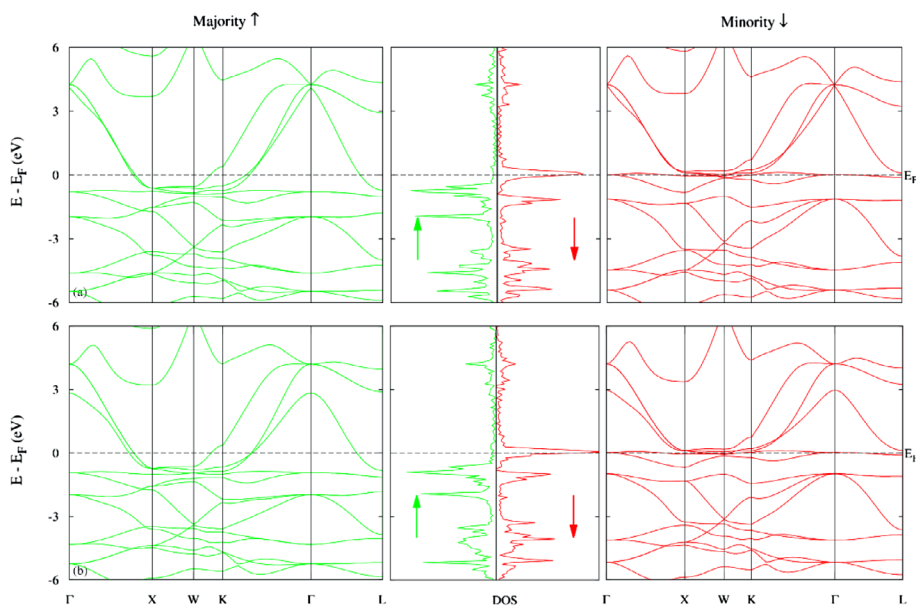 Majority ↑ Minority ↓
6
3
0
-3
-6
E - E_F (eV)
(a)
E_F
6
3
0
-3
-6
E - E_F (eV)
(b)
E_F
Γ X W K Γ L DOS Γ X W K Γ L